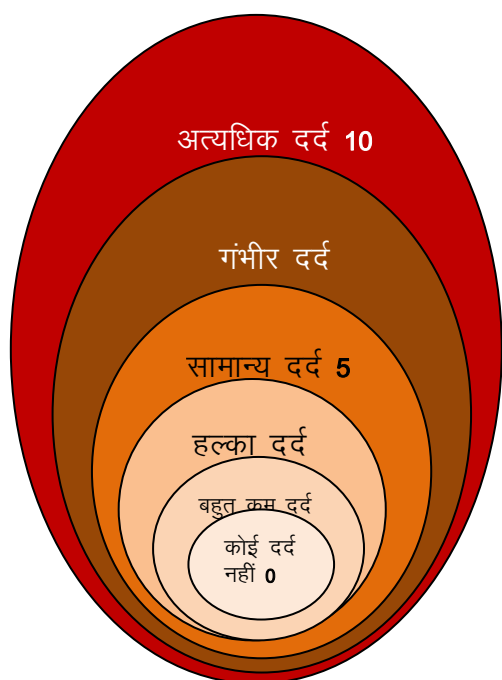 अत्यधिक दर्द 10
गंभीर दर्द
सामान्य दर्द 5
हल्का दर्द
बहुत कम दर्द
कोई दर्द
नहीं 0